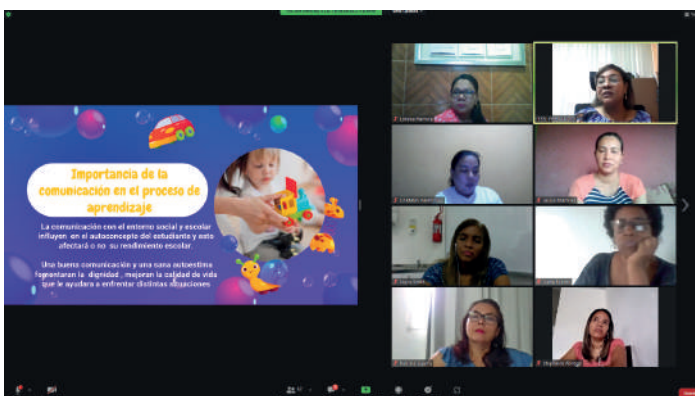 Importancia de la
comunicación en el proceso de
aprendizaje
La comunicación con el entorno social y escolar
influyen en el autoconcepto del estudiante y esto
afectará o no su rendimiento escolar.
Una buena comunicación y una sana autoestima
fomentaran la dignidad , mejoran la calidad de vida
que le ayudara a enfrentar distintas situaciones